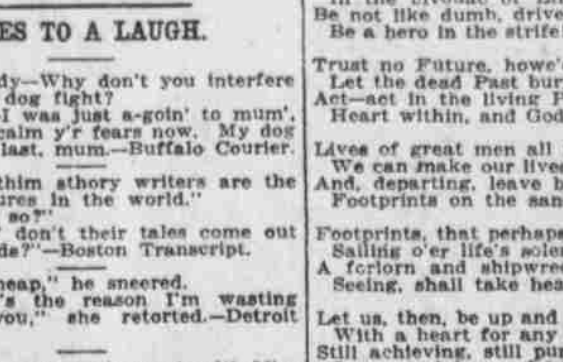 ES TO A LAUGH.
dy—Why don't you interfere
dog fight?
-I was just a-goin' to mum'.
calm y'r fears now. My dog
last, mum.—Buffalo Courier.
thim sthory writers are the
ures in the world."
so?"
don't their tales come out
ds?"—Boston Transcript.
heap," he sneered.
's the reason I'm wasting
you," she retorted.—Detroit
Be not like dumb, drive
Be a hero in the strife!
Trust no Future, howe'
Let the dead Past bur
Act—act in the living P
Heart within, and God
Lives of great men all
We can make our lives
And, departing, leave b
Footprints on the san
Footprints, that perhaps
Sailing o'er life's solem
A forlorn and shipwrec
Seeing, shall take hea
Let us, then, be up and
With a heart for any
Still achieving, still pur